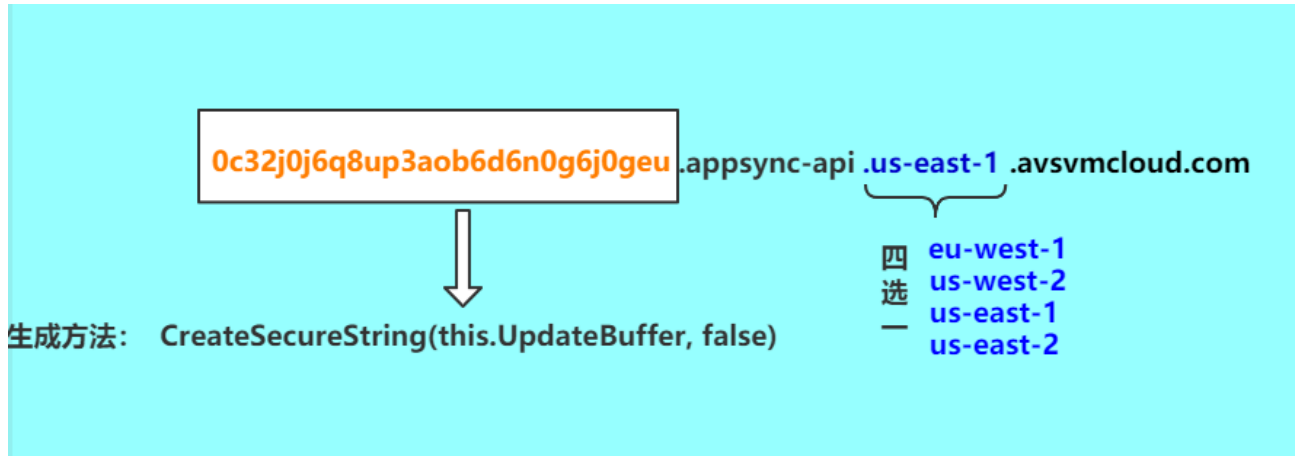 0c32j0j6q8up3aob6d6n0g6j0geu.appsync-api .us-east-1 .avsvmcloud.com
四选一
eu-west-1
us-west-2
us-east-1
us-east-2
生成方法： CreateSecureString(this.UpdateBuffer, false)